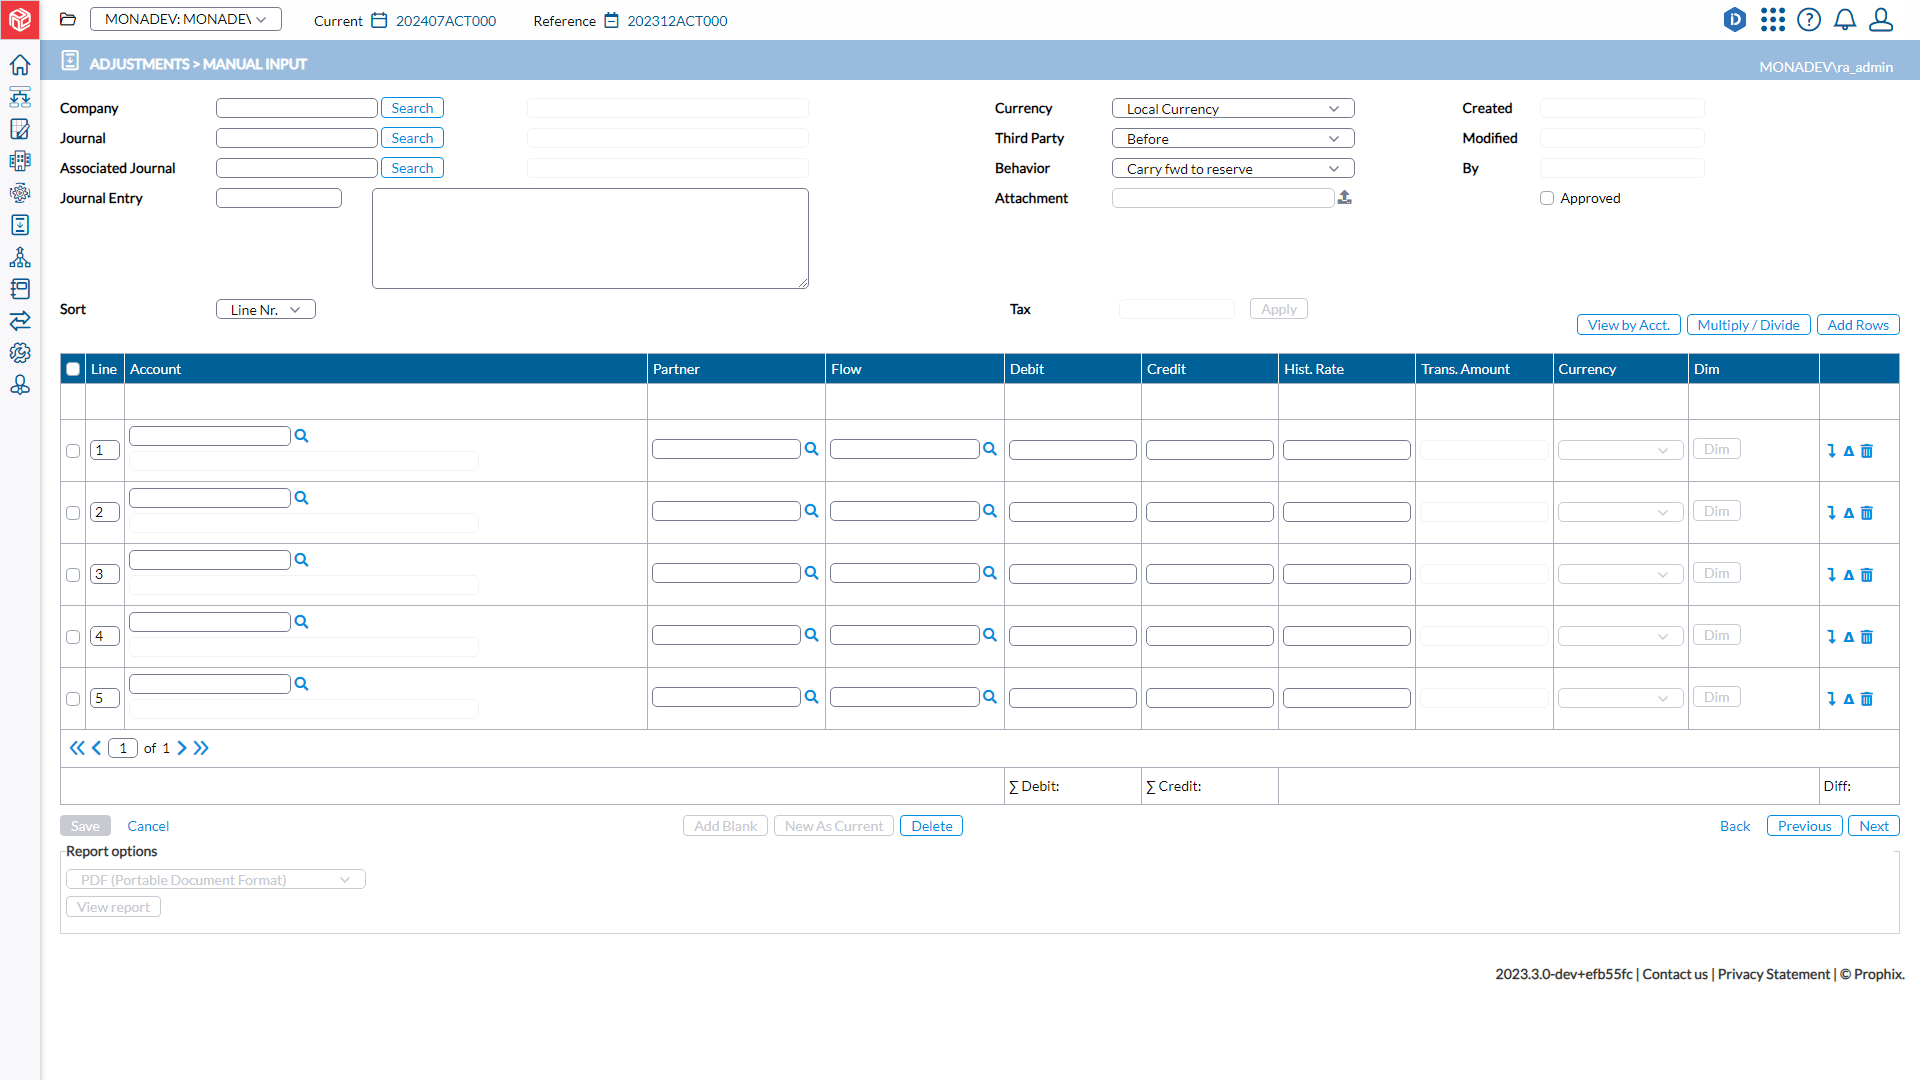 MONADEV: MONADEV
Current 202407ACT000 Reference 202312ACT000
ADJUSTMENTS > MANUAL INPUT
MONADEV\ra_admin
Company Search Currency Local Currency Created
Journal Search Third Party Before Modified
Associated Journal Search Behavior Carry fwd to reserve By
Journal Entry Attachment Approved
Sort Line Nr. Tax Apply
View by Acct. Multiply / Divide Add Rows
Line Account Partner Flow Debit Credit Hist. Rate Trans. Amount Currency Dim
1 Dim
2 Dim
3 Dim
4 Dim
5 Dim
1 of 1
∑ Debit: ∑ Credit: Diff:
Save Cancel Add Blank New As Current Delete Back Previous Next
Report options
PDF (Portable Document Format)
View report
2023.3.0-dev+efb55fc | Contact us | Privacy Statement | © Prophix.